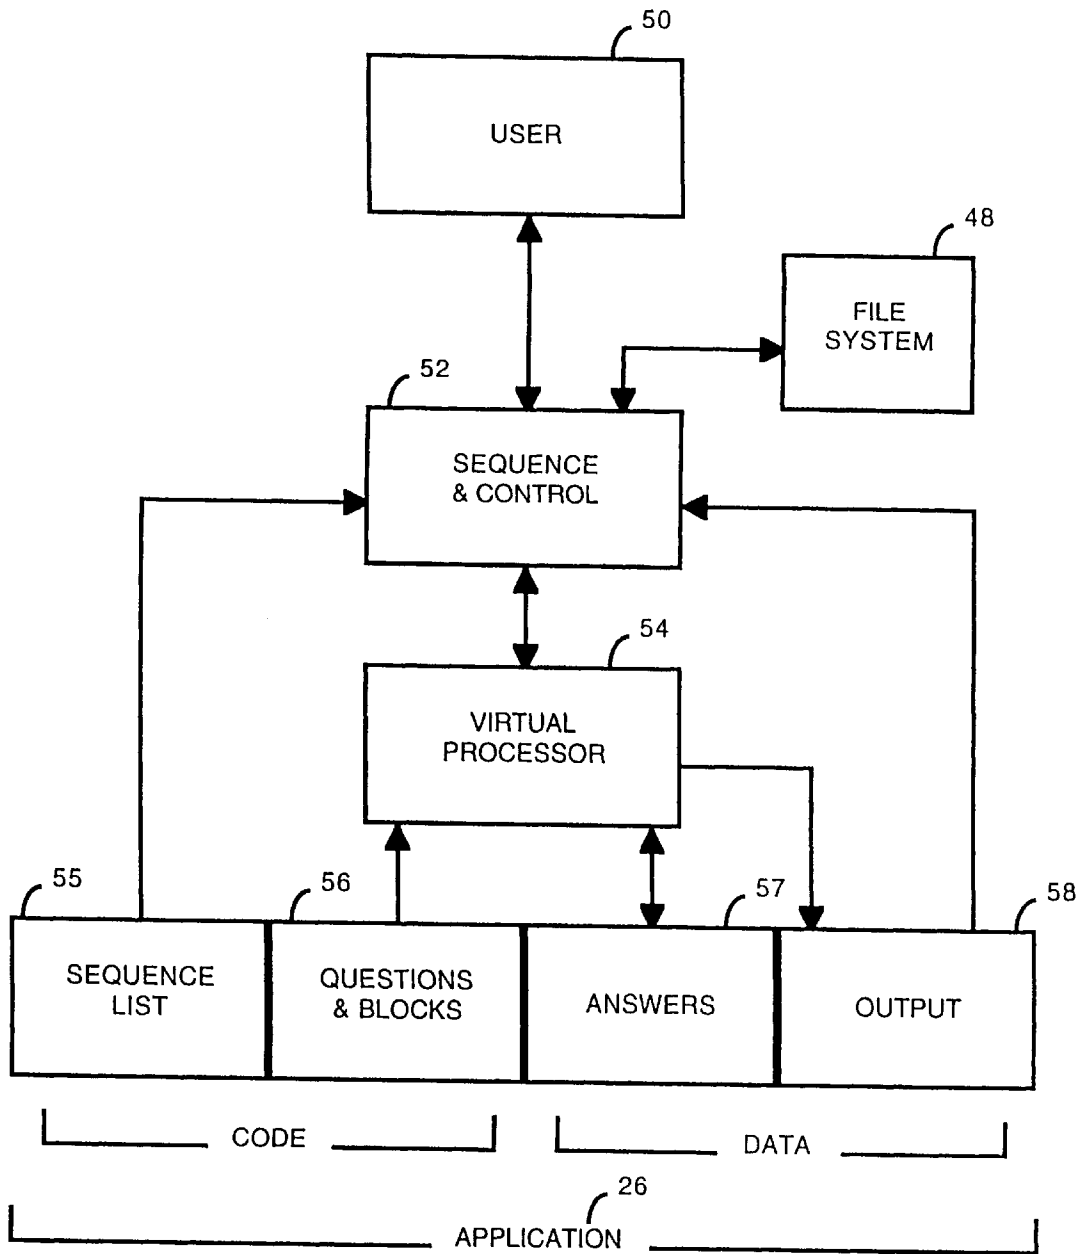 50
USER
48
FILE
SYSTEM
52
SEQUENCE
& CONTROL
54
VIRTUAL
PROCESSOR
55
56
57
58
SEQUENCE
LIST
QUESTIONS
& BLOCKS
ANSWERS
OUTPUT
CODE
DATA
26
APPLICATION